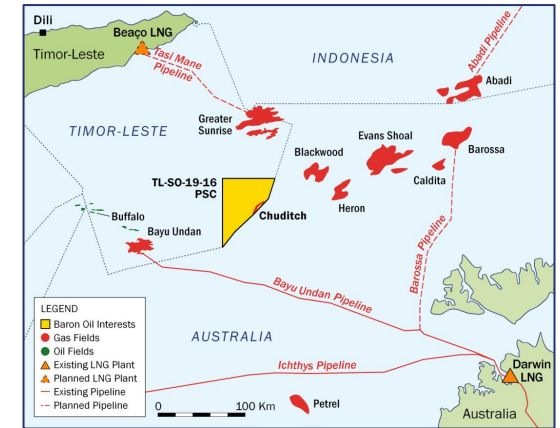 Dili
Beaço LNG
Timor-Leste
Tasi Mane
Pipeline
INDONESIA
Abadi Pipeline
Abadi
Greater
Sunrise
TIMOR-LESTE
Evans Shoal
Barossa
Blackwood
Caldita
TL-SO-19-16
PSC
Heron
Chuditch
Buffalo
Bayu Undan
Barossa Pipeline
Bayu Undan Pipeline
LEGEND
Baron Oil Interests
Gas Fields
Oil Fields
Existing LNG Plant
Planned LNG Plant
Existing Pipeline
Planned Pipeline
AUSTRALIA
Ichthys Pipeline
Darwin
LNG
0 100 Km
Petrel
Australia